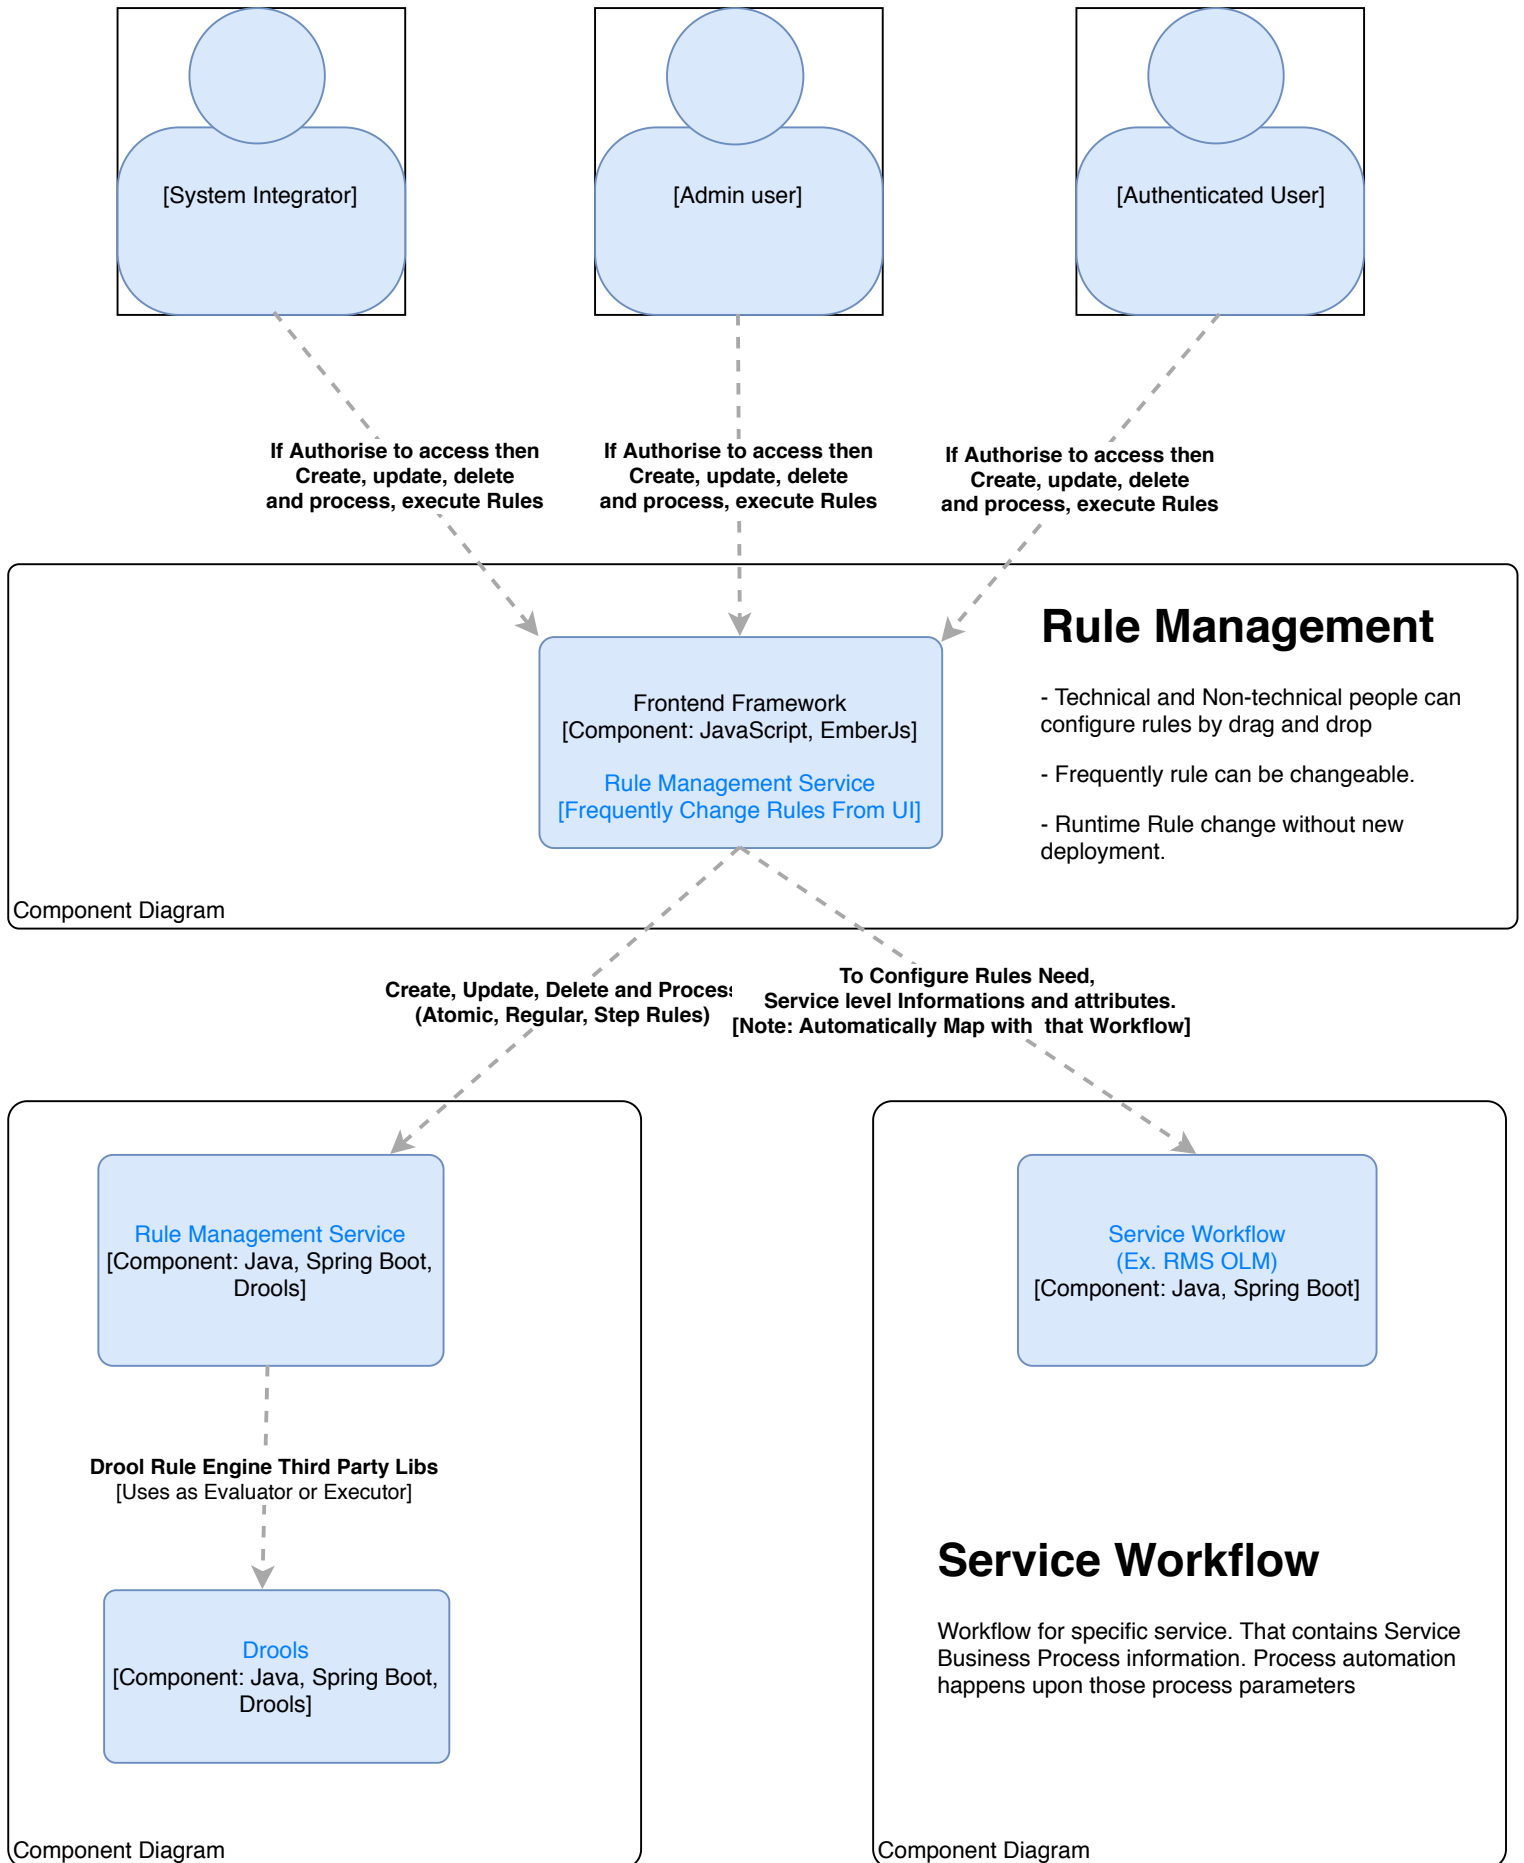 [System Integrator]
[Admin user]
[Authenticated User]
If Authorise to access then
Create, update, delete
and process, execute Rules
If Authorise to access then
Create, update, delete
and process, execute Rules
If Authorise to access then
Create, update, delete
and process, execute Rules
Rule Management
- Technical and Non-technical people can
configure rules by drag and drop
- Frequently rule can be changeable.
- Runtime Rule change without new
deployment.
Frontend Framework
[Component: JavaScript, EmberJs]
Rule Management Service
[Frequently Change Rules From UI]
Component Diagram
Create, Update, Delete and Process
(Atomic, Regular, Step Rules)
To Configure Rules Need,
Service level Informations and attributes.
[Note: Automatically Map with  that Workflow]
Rule Management Service
[Component: Java, Spring Boot,
Drools]
Drool Rule Engine Third Party Libs
[Uses as Evaluator or Executor]
Drools
[Component: Java, Spring Boot,
Drools]
Component Diagram
Service Workflow
(Ex. RMS OLM)
[Component: Java, Spring Boot]
Service Workflow
Workflow for specific service. That contains Service
Business Process information. Process automation
happens upon those process parameters
Component Diagram